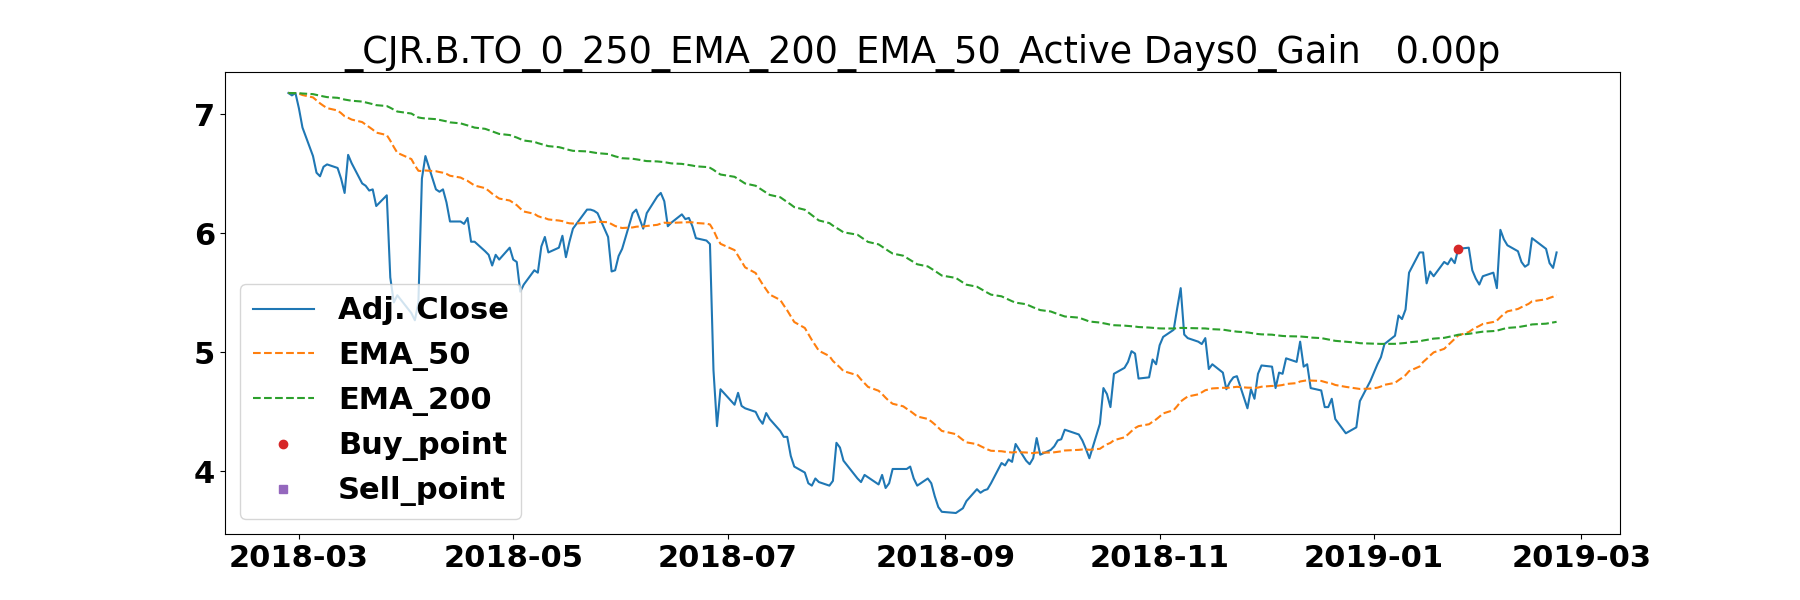 _CJR.B.TO_0_250_EMA_200_EMA_50_Active Days0_Gain   0.00p
7
6
5
4
Adj. Close
EMA_50
EMA_200
Buy_point
Sell_point
2018-03 2018-05 2018-07 2018-09 2018-11 2019-01 2019-03